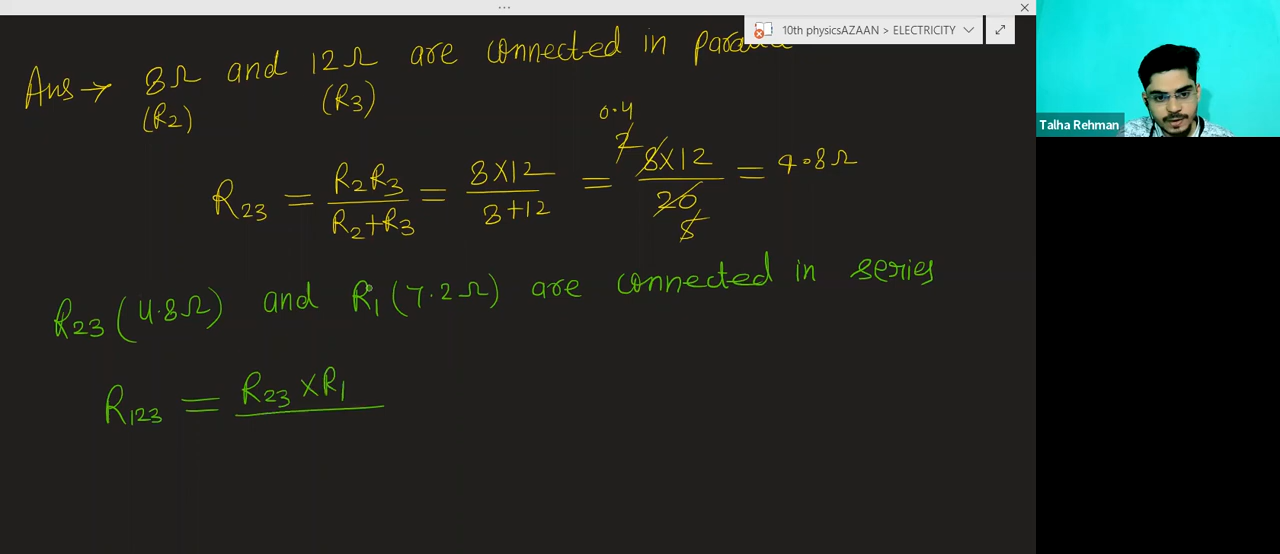 10th physicsAZAAN > ELECTRICITY
Talha Rehman
Ans → 8Ω and 12Ω are connected in
(R2) (R3)
R23 = R2R3 / R2+R3 = 8×12 / 8+12 = 0.4 2 8×12 / 20 5 = 4.8Ω
R23 (4.8Ω) and R1 (7.2Ω) are connected in series
R123 = R23 × R1